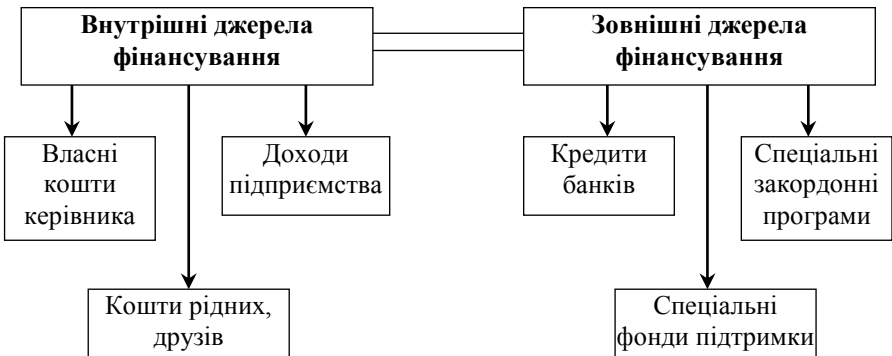 Внутрішні джерела
фінансування
Зовнішні джерела
фінансування
Власні
кошти
керівника
Доходи
підприємства
Кредити
банків
Спеціальні
закордонні
програми
Кошти рідних,
друзів
Спеціальні
фонди підтримки